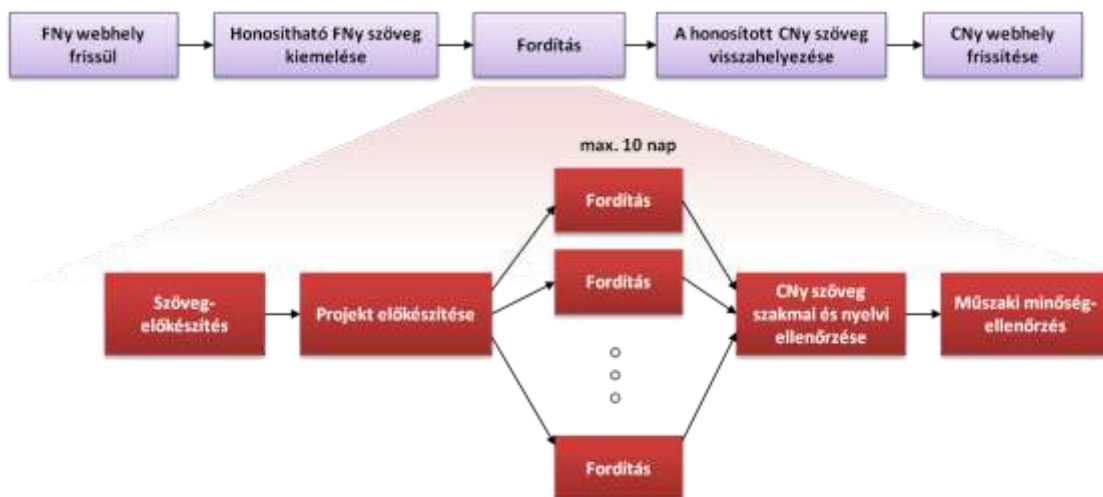 FNy webhely
frissül
Honosítható FNy szöveg
kiemelése
Fordítás
A honosított CNy szöveg
visszahelyezése
CNy webhely
frissítése
max. 10 nap
Fordítás
Fordítás
Szöveg-
előkészítés
Projekt előkészítése
CNy szöveg
szakmai és nyelvi
ellenőrzése
Műszaki minőség-
ellenőrzés
Fordítás